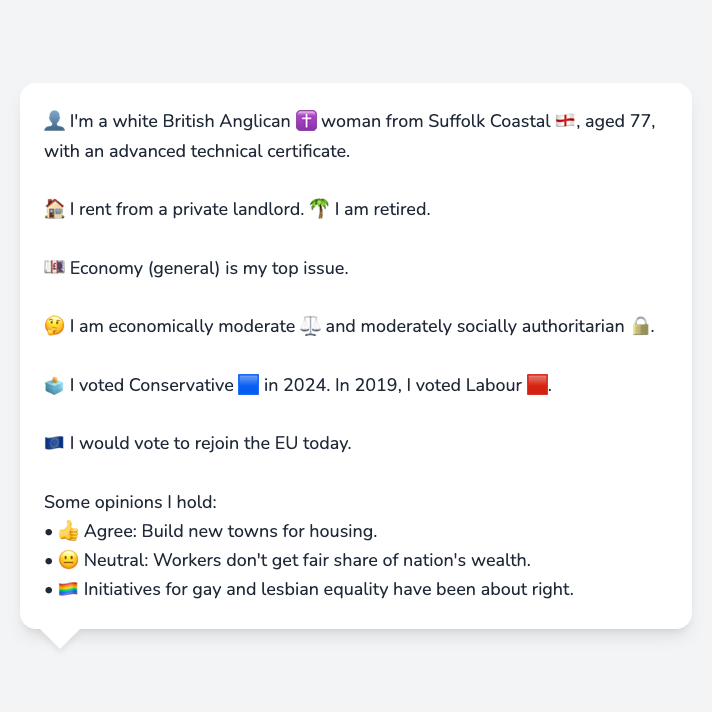 👤 I'm a white British Anglican ✝️ woman from Suffolk Coastal 🏴󠁧󠁢󠁥󠁮󠁧󠁿, aged 77,
with an advanced technical certificate.
🏠 I rent from a private landlord. 🌴 I am retired.
💷 Economy (general) is my top issue.
🤔 I am economically moderate ⚖️ and moderately socially authoritarian 🔒.
🗳️ I voted Conservative 🟦 in 2024. In 2019, I voted Labour 🟥.
🇪🇺 I would vote to rejoin the EU today.
Some opinions I hold:
• 👍 Agree: Build new towns for housing.
• 😐 Neutral: Workers don't get fair share of nation's wealth.
• 🏳️‍🌈 Initiatives for gay and lesbian equality have been about right.